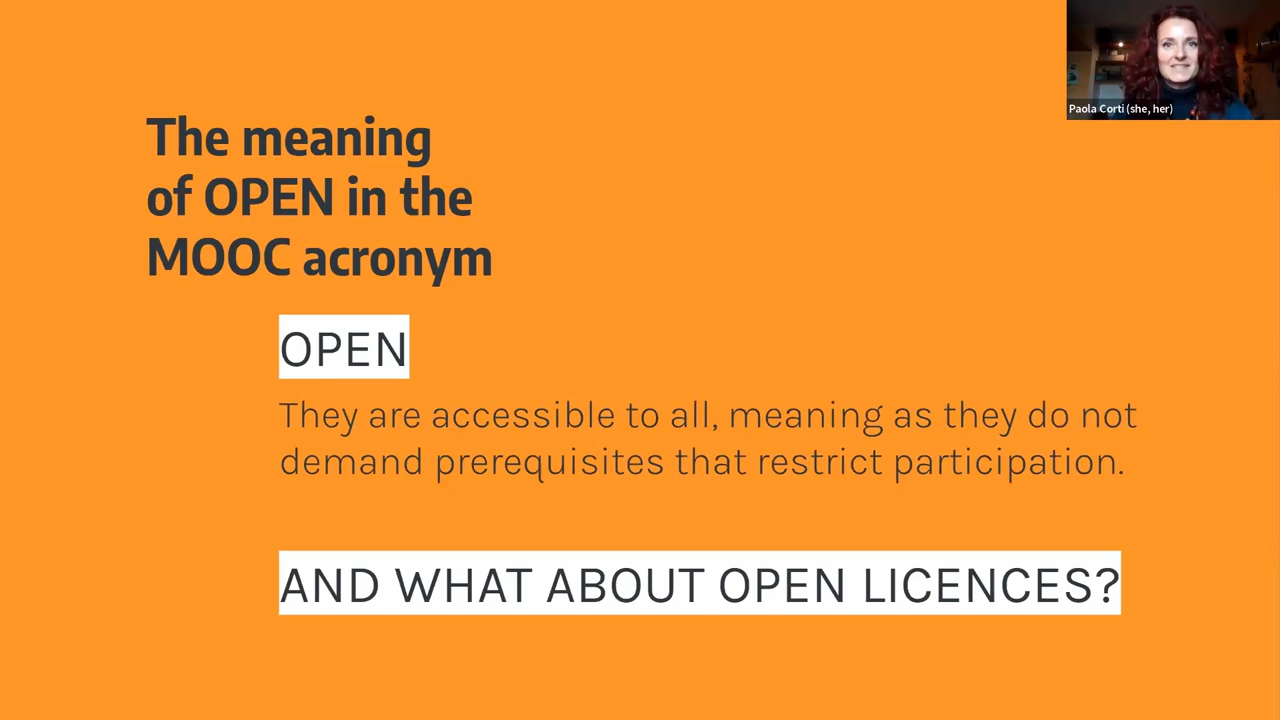 Paola Corti (she, her)
The meaning
of OPEN in the
MOOC acronym
OPEN
They are accessible to all, meaning as they do not
demand prerequisites that restrict participation.
AND WHAT ABOUT OPEN LICENCES?